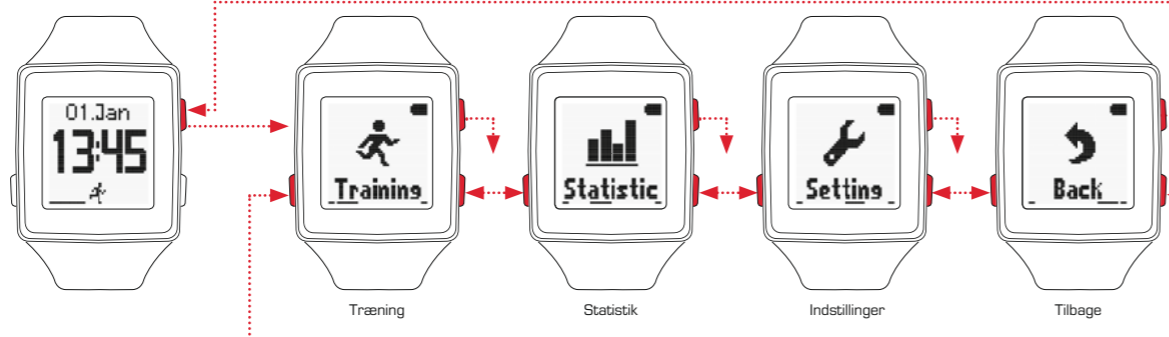 01.Jan
13:45
Training
Statistic
Setting
Back
Træning
Statistik
Indstillinger
Tilbage